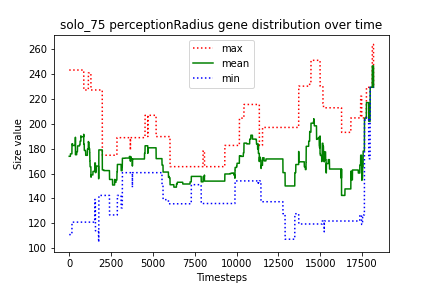 solo_75 perceptionRadius gene distribution over time
max
mean
min
Size value
260
240
220
200
180
160
140
120
100
0
2500
5000
7500
10000
12500
15000
17500
Timesteps